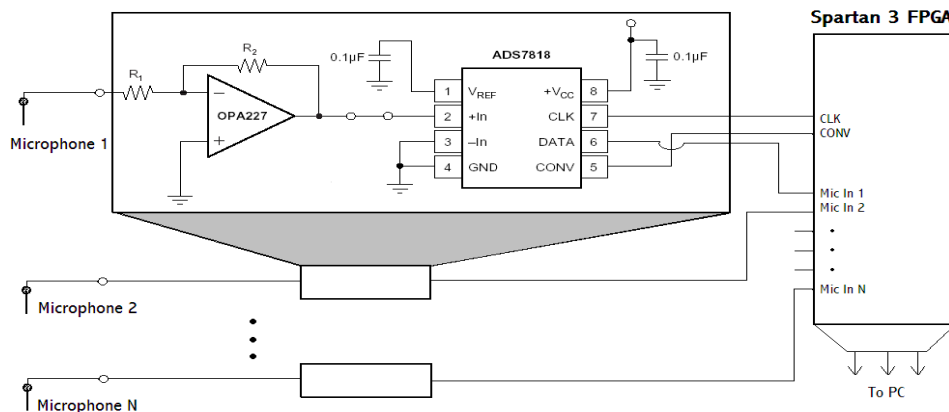 Spartan 3 FPGA
R2
R1
0.1µF
ADS7818
0.1µF
OPA227
−
+
1 VREF
2 +In
3 –In
4 GND
+VCC 8
CLK 7
DATA 6
CONV 5
CLK
CONV
Microphone 1
Mic In 1
Mic In 2
Mic In N
Microphone 2
Microphone N
To PC